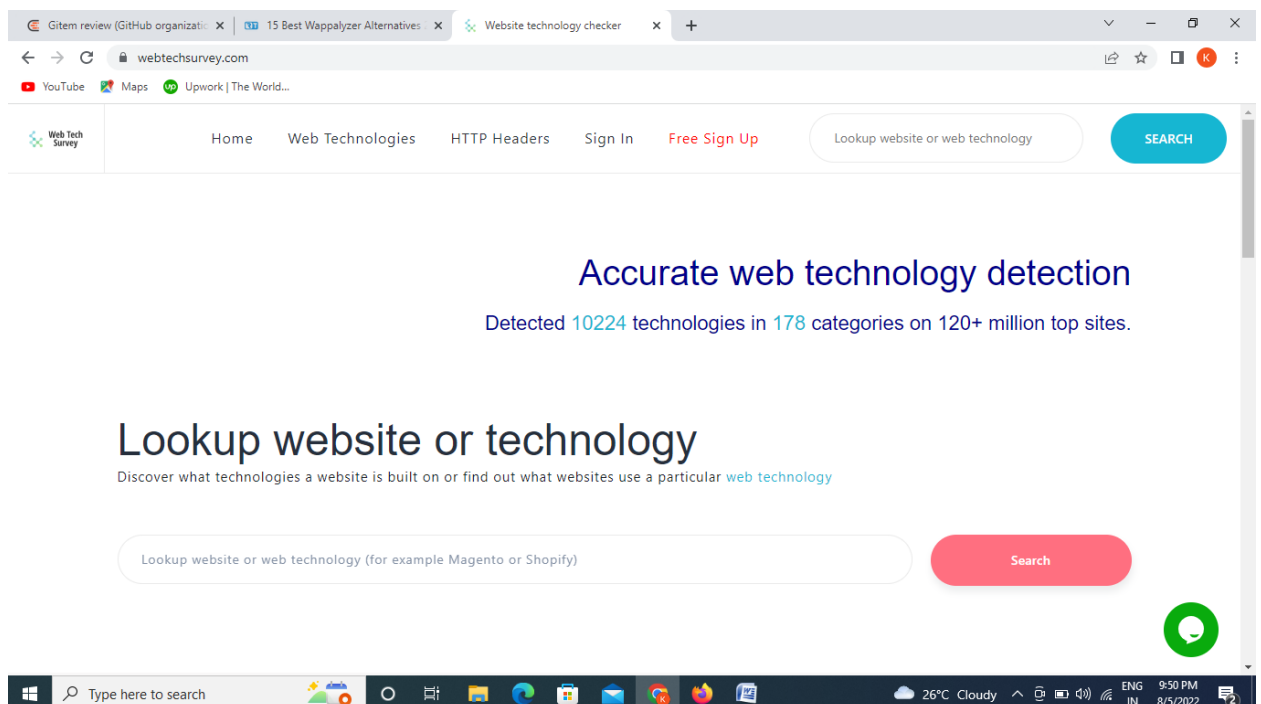 Gitem review (GitHub organizatic
15 Best Wappalyzer Alternatives
Website technology checker
webtechsurvey.com
K
YouTube
Maps
Upwork | The World...
Web Tech
Survey
Home
Web Technologies
HTTP Headers
Sign In
Free Sign Up
Lookup website or web technology
SEARCH
Accurate web technology detection
Detected 10224 technologies in 178 categories on 120+ million top sites.
Lookup website or technology
Discover what technologies a website is built on or find out what websites use a particular web technology
Lookup website or web technology (for example Magento or Shopify)
Search
Type here to search
26°C Cloudy
ENG
IN
9:50 PM
8/5/2022
2